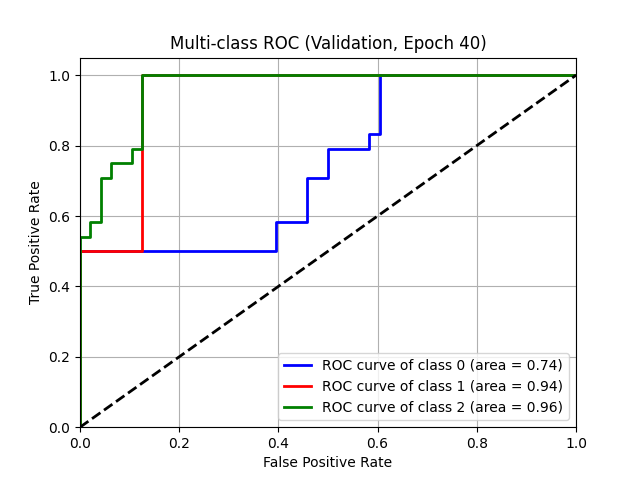 Multi-class ROC (Validation, Epoch 40)
True Positive Rate
1.0
0.8
0.6
0.4
0.2
0.0
0.0 0.2 0.4 0.6 0.8 1.0
False Positive Rate
ROC curve of class 0 (area = 0.74)
ROC curve of class 1 (area = 0.94)
ROC curve of class 2 (area = 0.96)